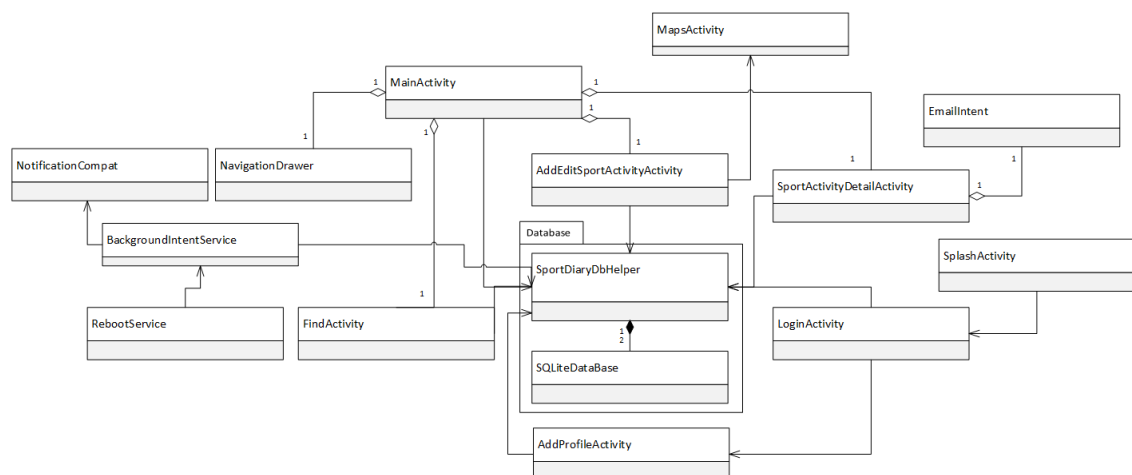 MapsActivity
MainActivity
1
1
1
1
EmailIntent
1
1
1
1
NotificationCompat
NavigationDrawer
AddEditSportActivityActivity
SportActivityDetailActivity
1
Database
BackgroundIntentService
SplashActivity
SportDiaryDbHelper
1
RebootService
FindActivity
LoginActivity
1
2
SQLiteDataBase
AddProfileActivity